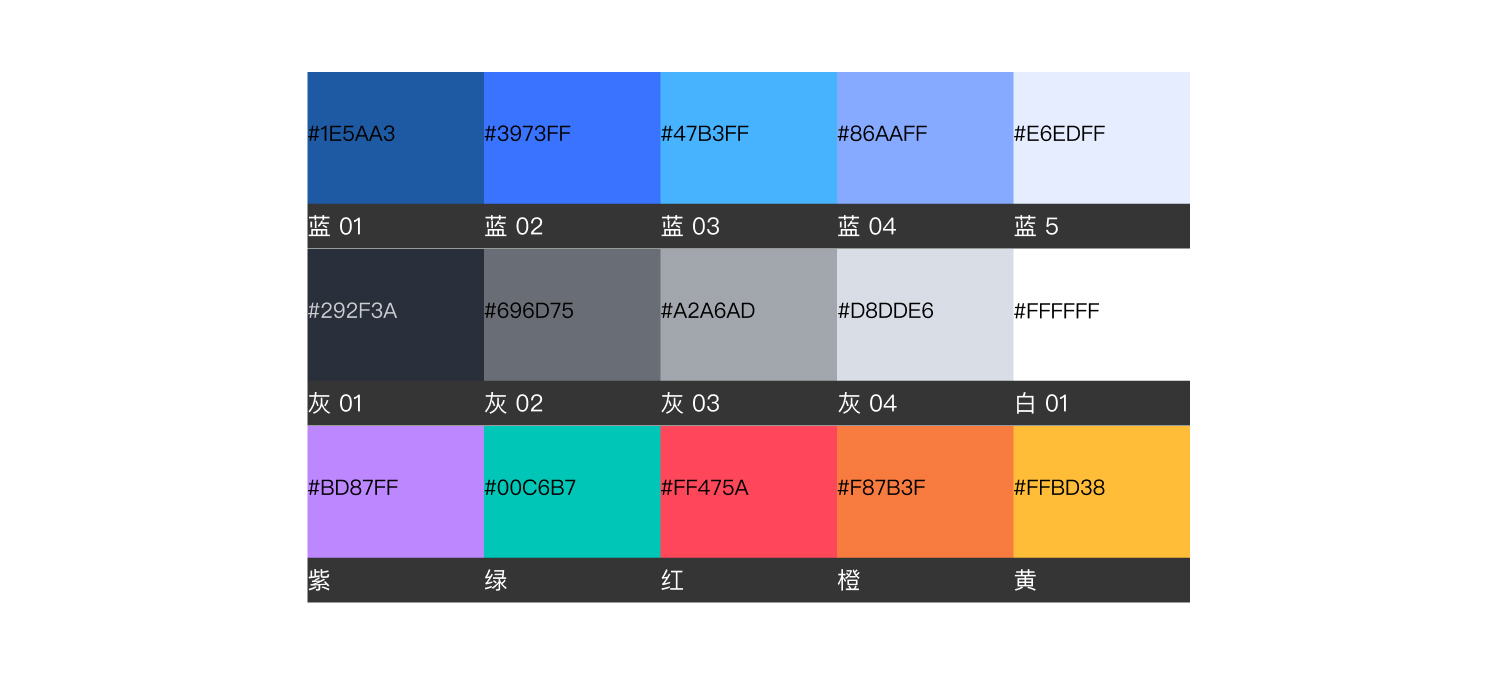 #1E5AA3 #3973FF #47B3FF #86AAFF #E6EDFF
蓝 01 蓝 02 蓝 03 蓝 04 蓝 5
#292F3A #696D75 #A2A6AD #D8DDE6 #FFFFFF
灰 01 灰 02 灰 03 灰 04 白 01
#BD87FF #00C6B7 #FF475A #F87B3F #FFBD38
紫 绿 红 橙 黄